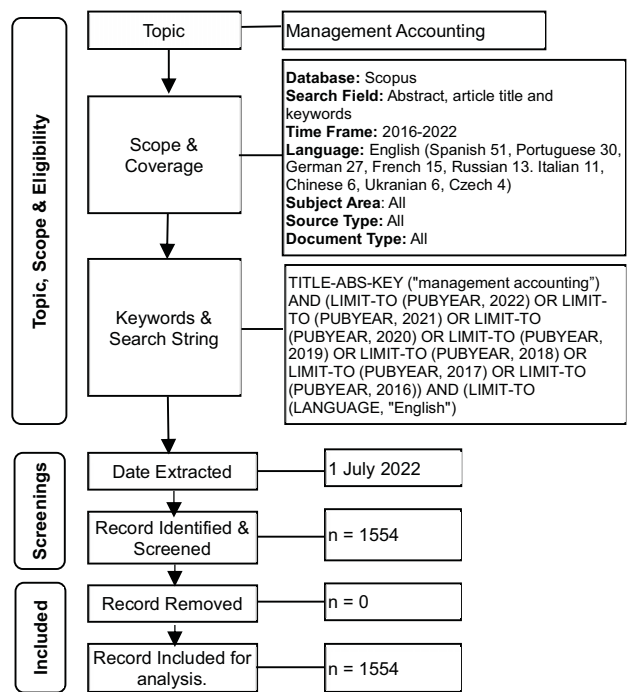 Topic
Management Accounting
Topic, Scope & Eligibility
Scope &
Coverage
Database: Scopus
Search Field: Abstract, article title and
keywords
Time Frame: 2016-2022
Language: English (Spanish 51, Portuguese 30,
German 27, French 15, Russian 13. Italian 11,
Chinese 6, Ukranian 6, Czech 4)
Subject Area: All
Source Type: All
Document Type: All
Keywords &
Search String
TITLE-ABS-KEY ("management accounting")
AND (LIMIT-TO (PUBYEAR, 2022) OR LIMIT-
TO (PUBYEAR, 2021) OR LIMIT-TO
(PUBYEAR, 2020) OR LIMIT-TO (PUBYEAR,
2019) OR LIMIT-TO (PUBYEAR, 2018) OR
LIMIT-TO (PUBYEAR, 2017) OR LIMIT-TO
(PUBYEAR, 2016)) AND (LIMIT-TO
(LANGUAGE, "English")
Screenings
Date Extracted
1 July 2022
Record Identified &
Screened
n = 1554
Included
Record Removed
n = 0
Record Included for
analysis.
n = 1554